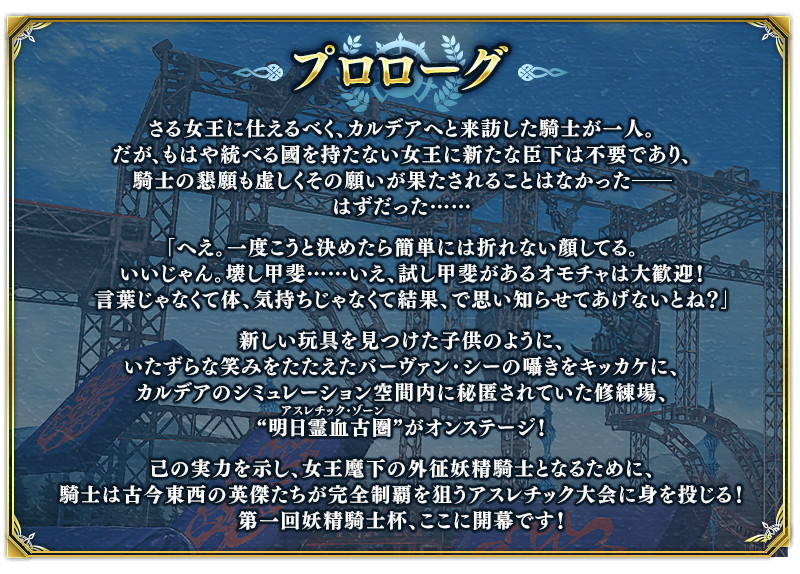 プロローグ
さる女王に仕えるべく、カルデアへと来訪した騎士が一人。
だが、もはや統べる國を持たない女王に新たな臣下は不要であり、
騎士の懇願も虚しくその願いが果たされることはなかった――
はずだった……
「へえ。一度こうと決めたら簡単には折れない顔してる。
いいじゃん。壊し甲斐……いえ、試し甲斐があるオモチャは大歓迎！
言葉じゃなくて体、気持ちじゃなくて結果、で思い知らせてあげないとね？」
新しい玩具を見つけた子供のように、
いたずらな笑みをたたえたバーヴァン・シーの囁きをキッカケに、
カルデアのシミュレーション空間内に秘匿されていた修練場、
アスレチック・ゾーン
“明日霊血古圏”がオンステージ！
己の実力を示し、女王麾下の外征妖精騎士となるために、
騎士は古今東西の英傑たちが完全制覇を狙うアスレチック大会に身を投じる！
第一回妖精騎士杯、ここに開幕です！